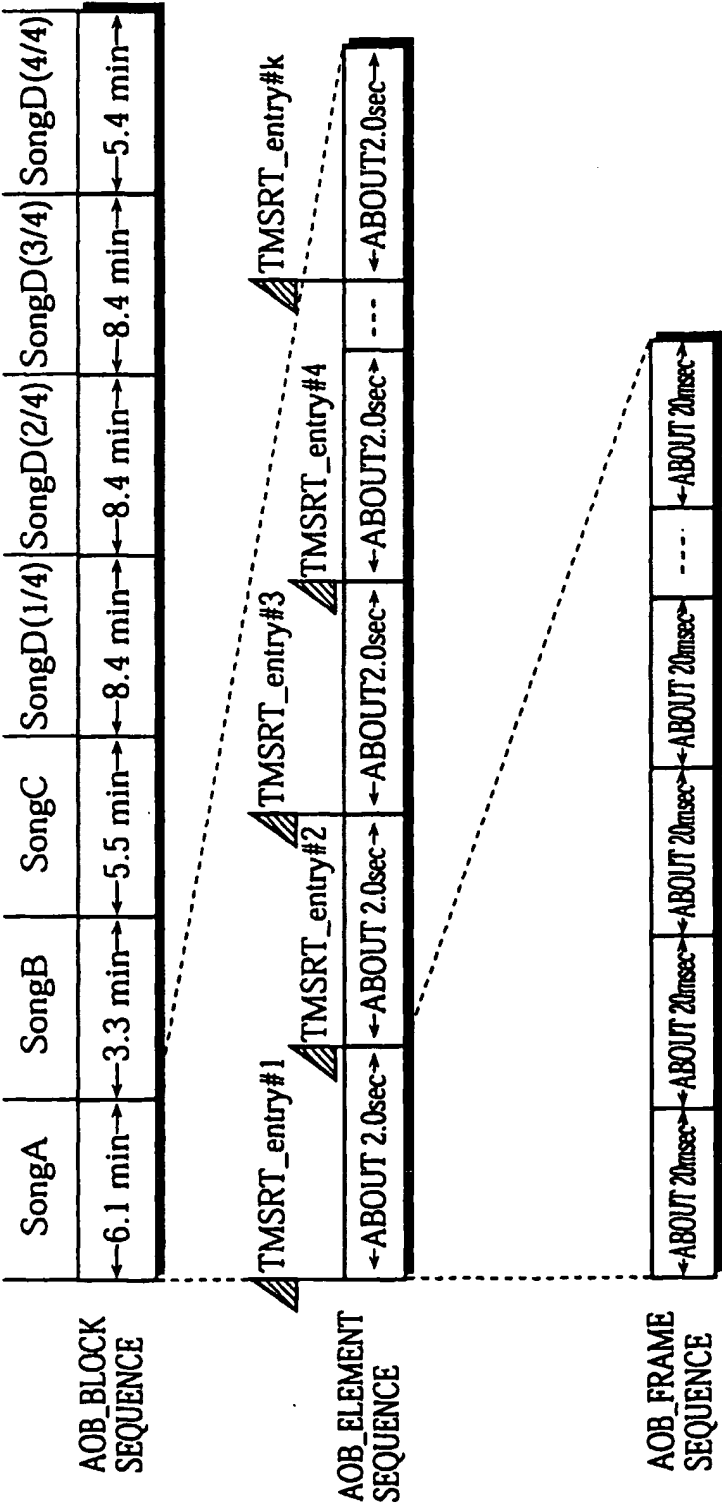 SongA SongB SongC SongD(1/4) SongD(2/4) SongD(3/4) SongD(4/4)
AOB_BLOCK
SEQUENCE
6.1 min 3.3 min 5.5 min 8.4 min 8.4 min 8.4 min 5.4 min
TMSRT_entry#1
TMSRT_entry#2
TMSRT_entry#3
TMSRT_entry#4
TMSRT_entry#k
AOB_ELEMENT
SEQUENCE
ABOUT 2.0sec ABOUT 2.0sec ABOUT2.0sec ABOUT2.0sec ---- ABOUT2.0sec
AOB_FRAME
SEQUENCE
ABOUT 20msec ABOUT 20msec ABOUT 20msec ABOUT 20msec ---- ABOUT 20msec